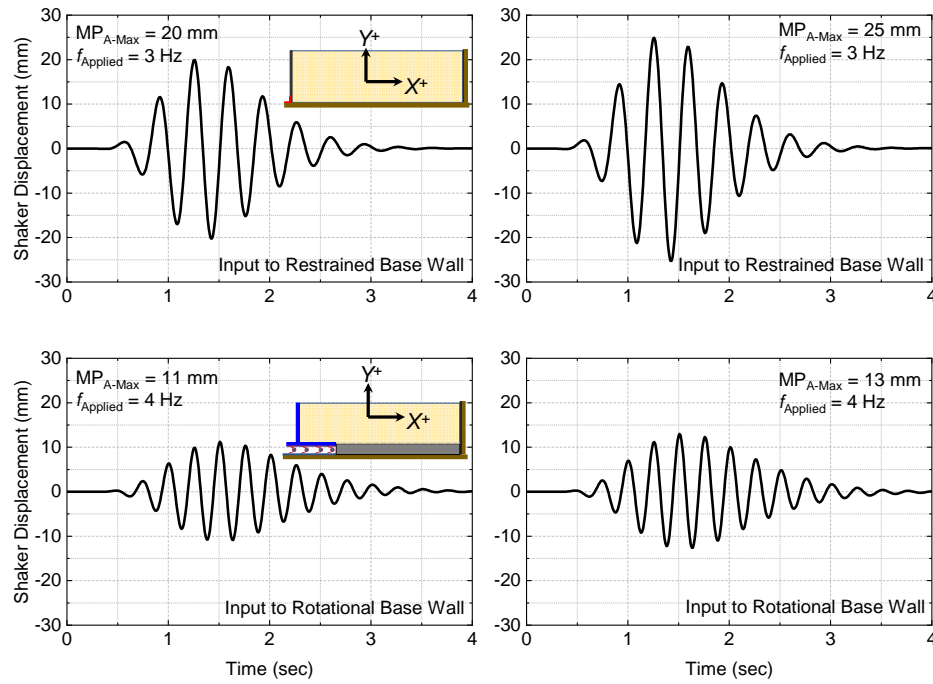 MP_A-Max = 20 mm
f_Applied = 3 Hz
Y+
X+
Input to Restrained Base Wall
Shaker Displacement (mm)
30
20
10
0
-10
-20
-30
0 1 2 3 4
MP_A-Max = 25 mm
f_Applied = 3 Hz
Input to Restrained Base Wall
30
20
10
0
-10
-20
-30
0 1 2 3 4
MP_A-Max = 11 mm
f_Applied = 4 Hz
Y+
X+
Input to Rotational Base Wall
Shaker Displacement (mm)
30
20
10
0
-10
-20
-30
0 1 2 3 4
Time (sec)
MP_A-Max = 13 mm
f_Applied = 4 Hz
Input to Rotational Base Wall
30
20
10
0
-10
-20
-30
0 1 2 3 4
Time (sec)